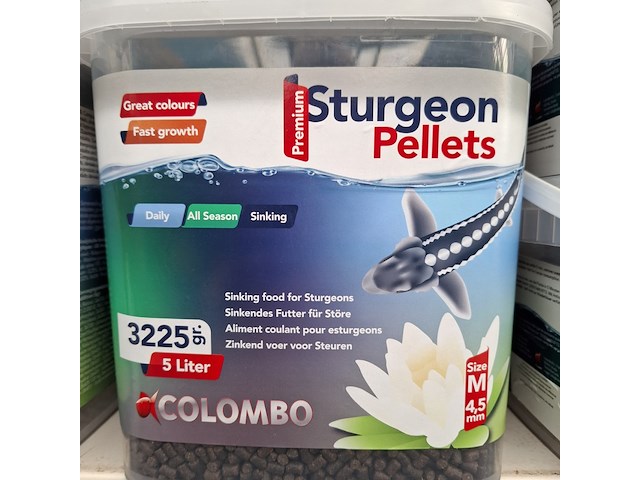 Great colours
Fast growth
Premium
Sturgeon
Pellets
Daily
All Season
Sinking
Sinking food for Sturgeons
Sinkendes Futter für Störe
Aliment coulant pour esturgeons
Zinkend voer voor Steuren
3225 gr.
5 Liter
Size
M
4,5
mm
COLOMBO